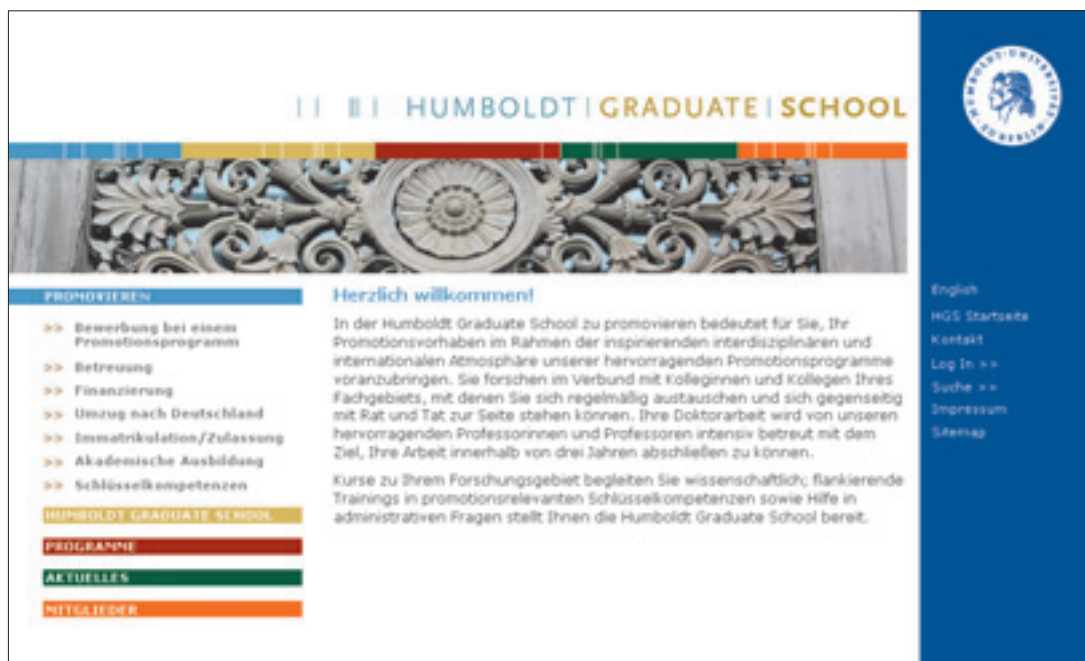 HUMBOLDT·UNIVERSITÄT
ZU BERLIN
HUMBOLDT | GRADUATE | SCHOOL
PROMOVIEREN
>> Bewerbung bei einem
Promotionsprogramm
>> Betreuung
>> Finanzierung
>> Umzug nach Deutschland
>> Immatrikulation/Zulassung
>> Akademische Ausbildung
>> Schlüsselkompetenzen
HUMBOLDT GRADUATE SCHOOL
PROGRAMME
AKTUELLES
MITGLIEDER
Herzlich willkommen!
In der Humboldt Graduate School zu promovieren bedeutet für Sie, Ihr
Promotionsvorhaben im Rahmen der inspirierenden interdisziplinären und
internationalen Atmosphäre unserer hervorragenden Promotionsprogramme
voranzubringen. Sie forschen im Verbund mit Kolleginnen und Kollegen Ihres
Fachgebiets, mit denen Sie sich regelmäßig austauschen und sich gegenseitig
mit Rat und Tat zur Seite stehen können. Ihre Doktorarbeit wird von unseren
hervorragenden Professorinnen und Professoren intensiv betreut mit dem
Ziel, Ihre Arbeit innerhalb von drei Jahren abschließen zu können.
Kurse zu Ihrem Forschungsgebiet begleiten Sie wissenschaftlich; flankierende
Trainings in promotionsrelevanten Schlüsselkompetenzen sowie Hilfe in
administrativen Fragen stellt Ihnen die Humboldt Graduate School bereit.
English
HGS Startseite
Kontakt
Log In >>
Suche >>
Impressum
Sitemap